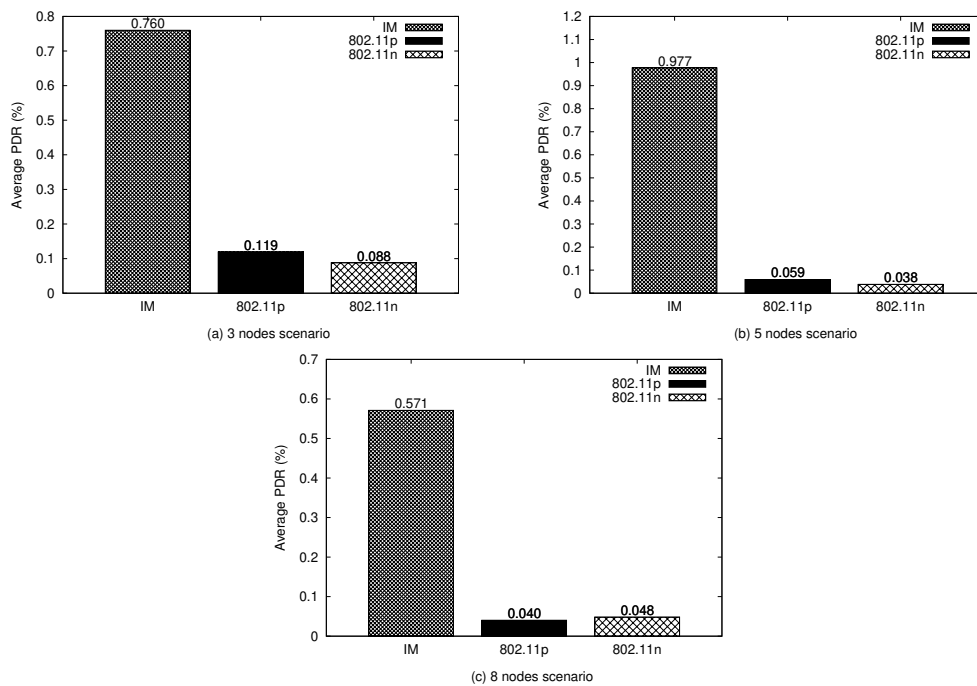 0.8
0.7
0.6
0.5
0.4
0.3
0.2
0.1
0
Average PDR (%)
0.760
0.119
0.088
IM
802.11p
802.11n
IM
802.11p
802.11n
(a) 3 nodes scenario
1.2
1.1
1
0.9
0.8
0.7
0.6
0.5
0.4
0.3
0.2
0.1
0
Average PDR (%)
0.977
0.059
0.038
IM
802.11p
802.11n
IM
802.11p
802.11n
(b) 5 nodes scenario
0.7
0.6
0.5
0.4
0.3
0.2
0.1
0
Average PDR (%)
0.571
0.040
0.048
IM
802.11p
802.11n
IM
802.11p
802.11n
(c) 8 nodes scenario